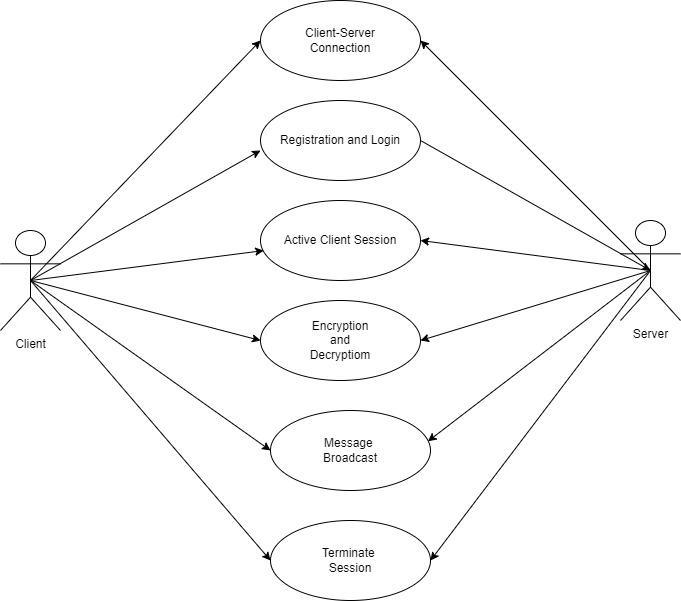 Client-Server
Connection
Registration and Login
Active Client Session
Encryption
and
Decryptiom
Message
Broadcast
Terminate
Session
Client
Server